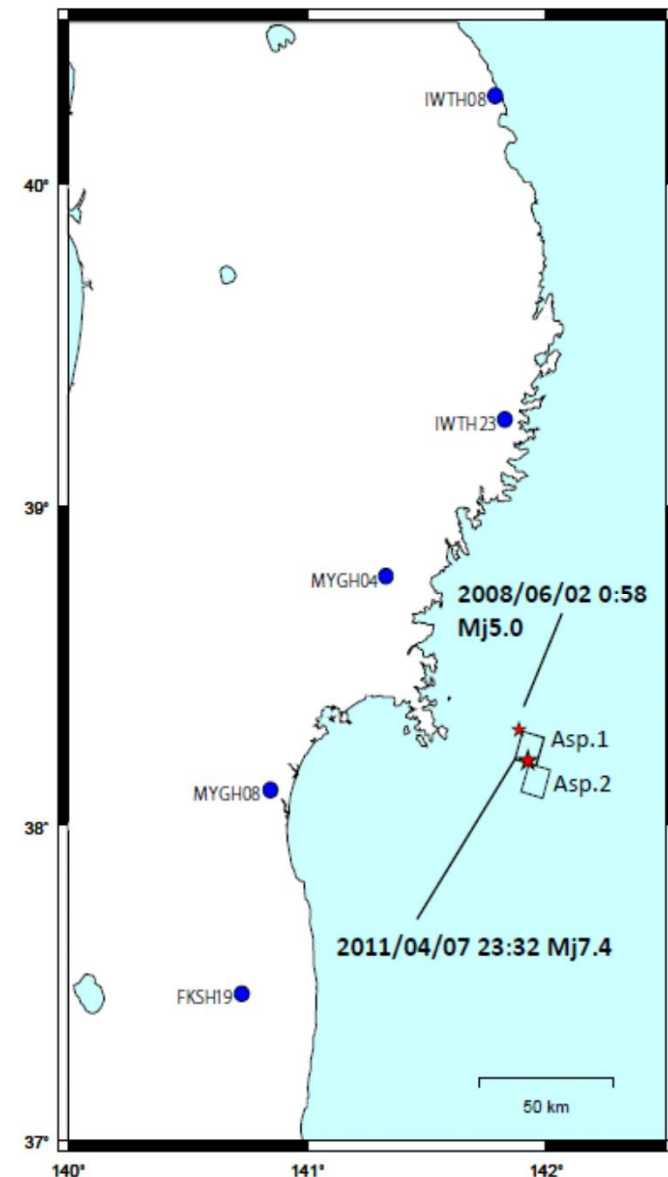 IWTH08
40°
IWTH23
39°
MYGH04
2008/06/02 0:58
Mj5.0
Asp.1
Asp.2
MYGH08
38°
2011/04/07 23:32 Mj7.4
FKSH19
50 km
37°
140°
141°
142°